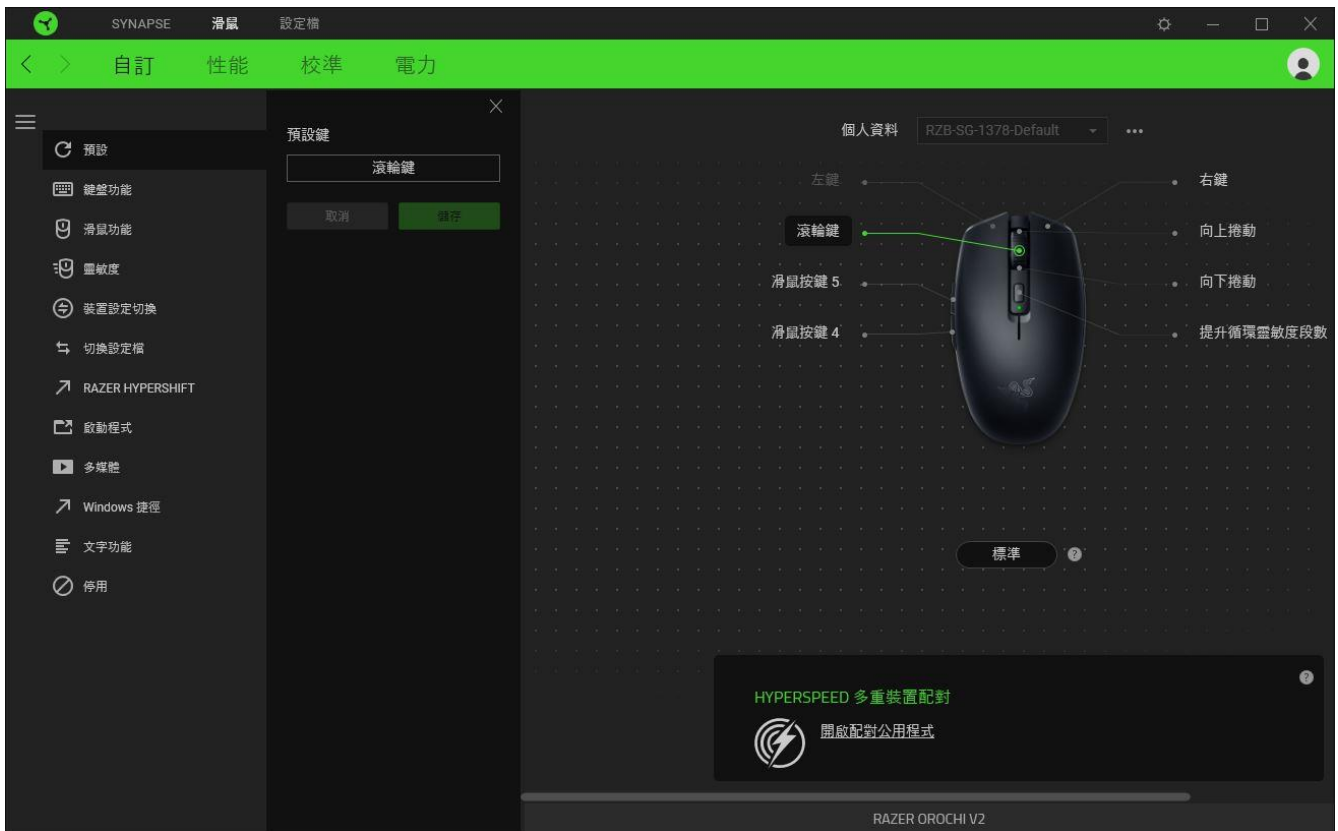 SYNAPSE 滑鼠 設定檔
自訂 性能 校準 電力
預設
鍵盤功能
滑鼠功能
靈敏度
裝置設定切換
切換設定檔
RAZER HYPERSHIFT
啟動程式
多媒體
Windows 捷徑
文字功能
停用
預設鍵
滾輪鍵
取消 儲存
個人資料 RZB-SG-1378-Default
左鍵 右鍵
滾輪鍵 向上捲動
滑鼠按鍵 5 向下捲動
滑鼠按鍵 4 提升循環靈敏度段數
標準
HYPERSPEED 多重裝置配對
開啟配對公用程式
RAZER OROCHI V2